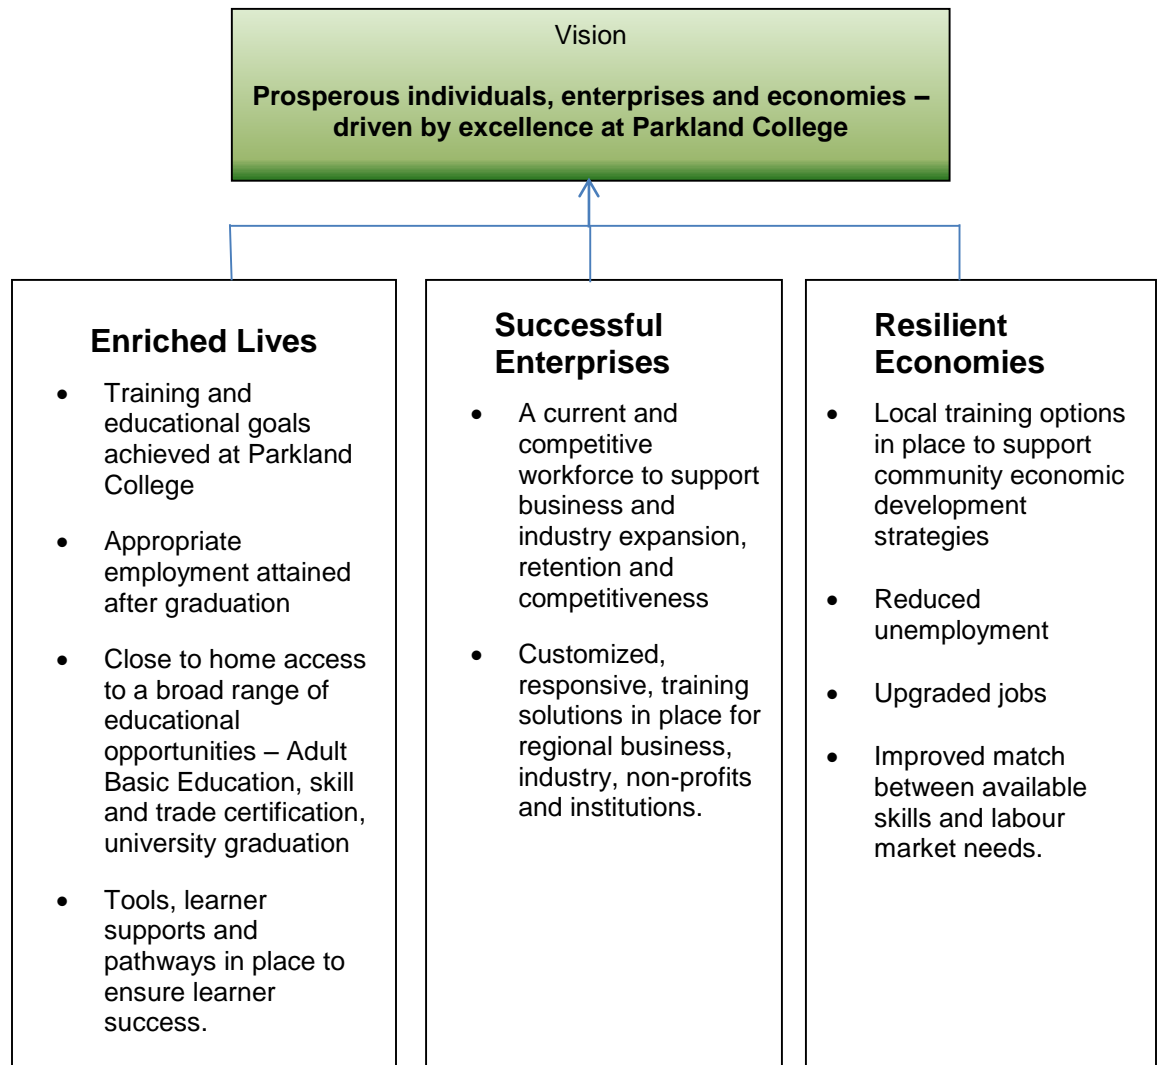 Vision
Prosperous individuals, enterprises and economies –
driven by excellence at Parkland College
Enriched Lives
• Training and
educational goals
achieved at Parkland
College
• Appropriate
employment attained
after graduation
• Close to home access
to a broad range of
educational
opportunities – Adult
Basic Education, skill
and trade certification,
university graduation
• Tools, learner
supports and
pathways in place to
ensure learner
success.
Successful
Enterprises
• A current and
competitive
workforce to support
business and
industry expansion,
retention and
competitiveness
• Customized,
responsive, training
solutions in place for
regional business,
industry, non-profits
and institutions.
Resilient
Economies
• Local training options
in place to support
community economic
development
strategies
• Reduced
unemployment
• Upgraded jobs
• Improved match
between available
skills and labour
market needs.